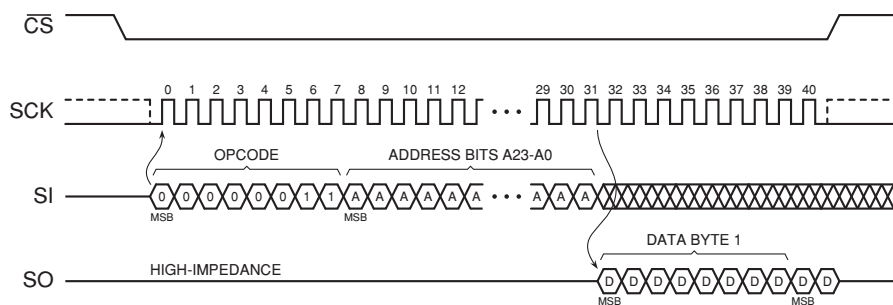 CS
0 1 2 3 4 5 6 7 8 9 10 11 12 29 30 31 32 33 34 35 36 37 38 39 40
SCK
OPCODE ADDRESS BITS A23-A0
SI 0 0 0 0 0 0 1 1 A A A A A A A A
MSB MSB
DATA BYTE 1
SO HIGH-IMPEDANCE D D D D D D D D D D
MSB MSB